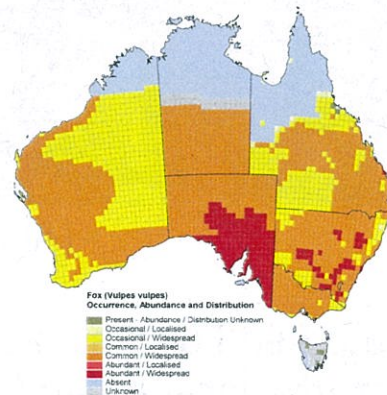 Fox (Vulpes vulpes)
Occurrence, Abundance and Distribution
Present - Abundance / Distribution Unknown
Occasional / Localised
Occasional / Widespread
Common / Localised
Common / Widespread
Abundant / Localised
Abundant / Widespread
Absent
Unknown